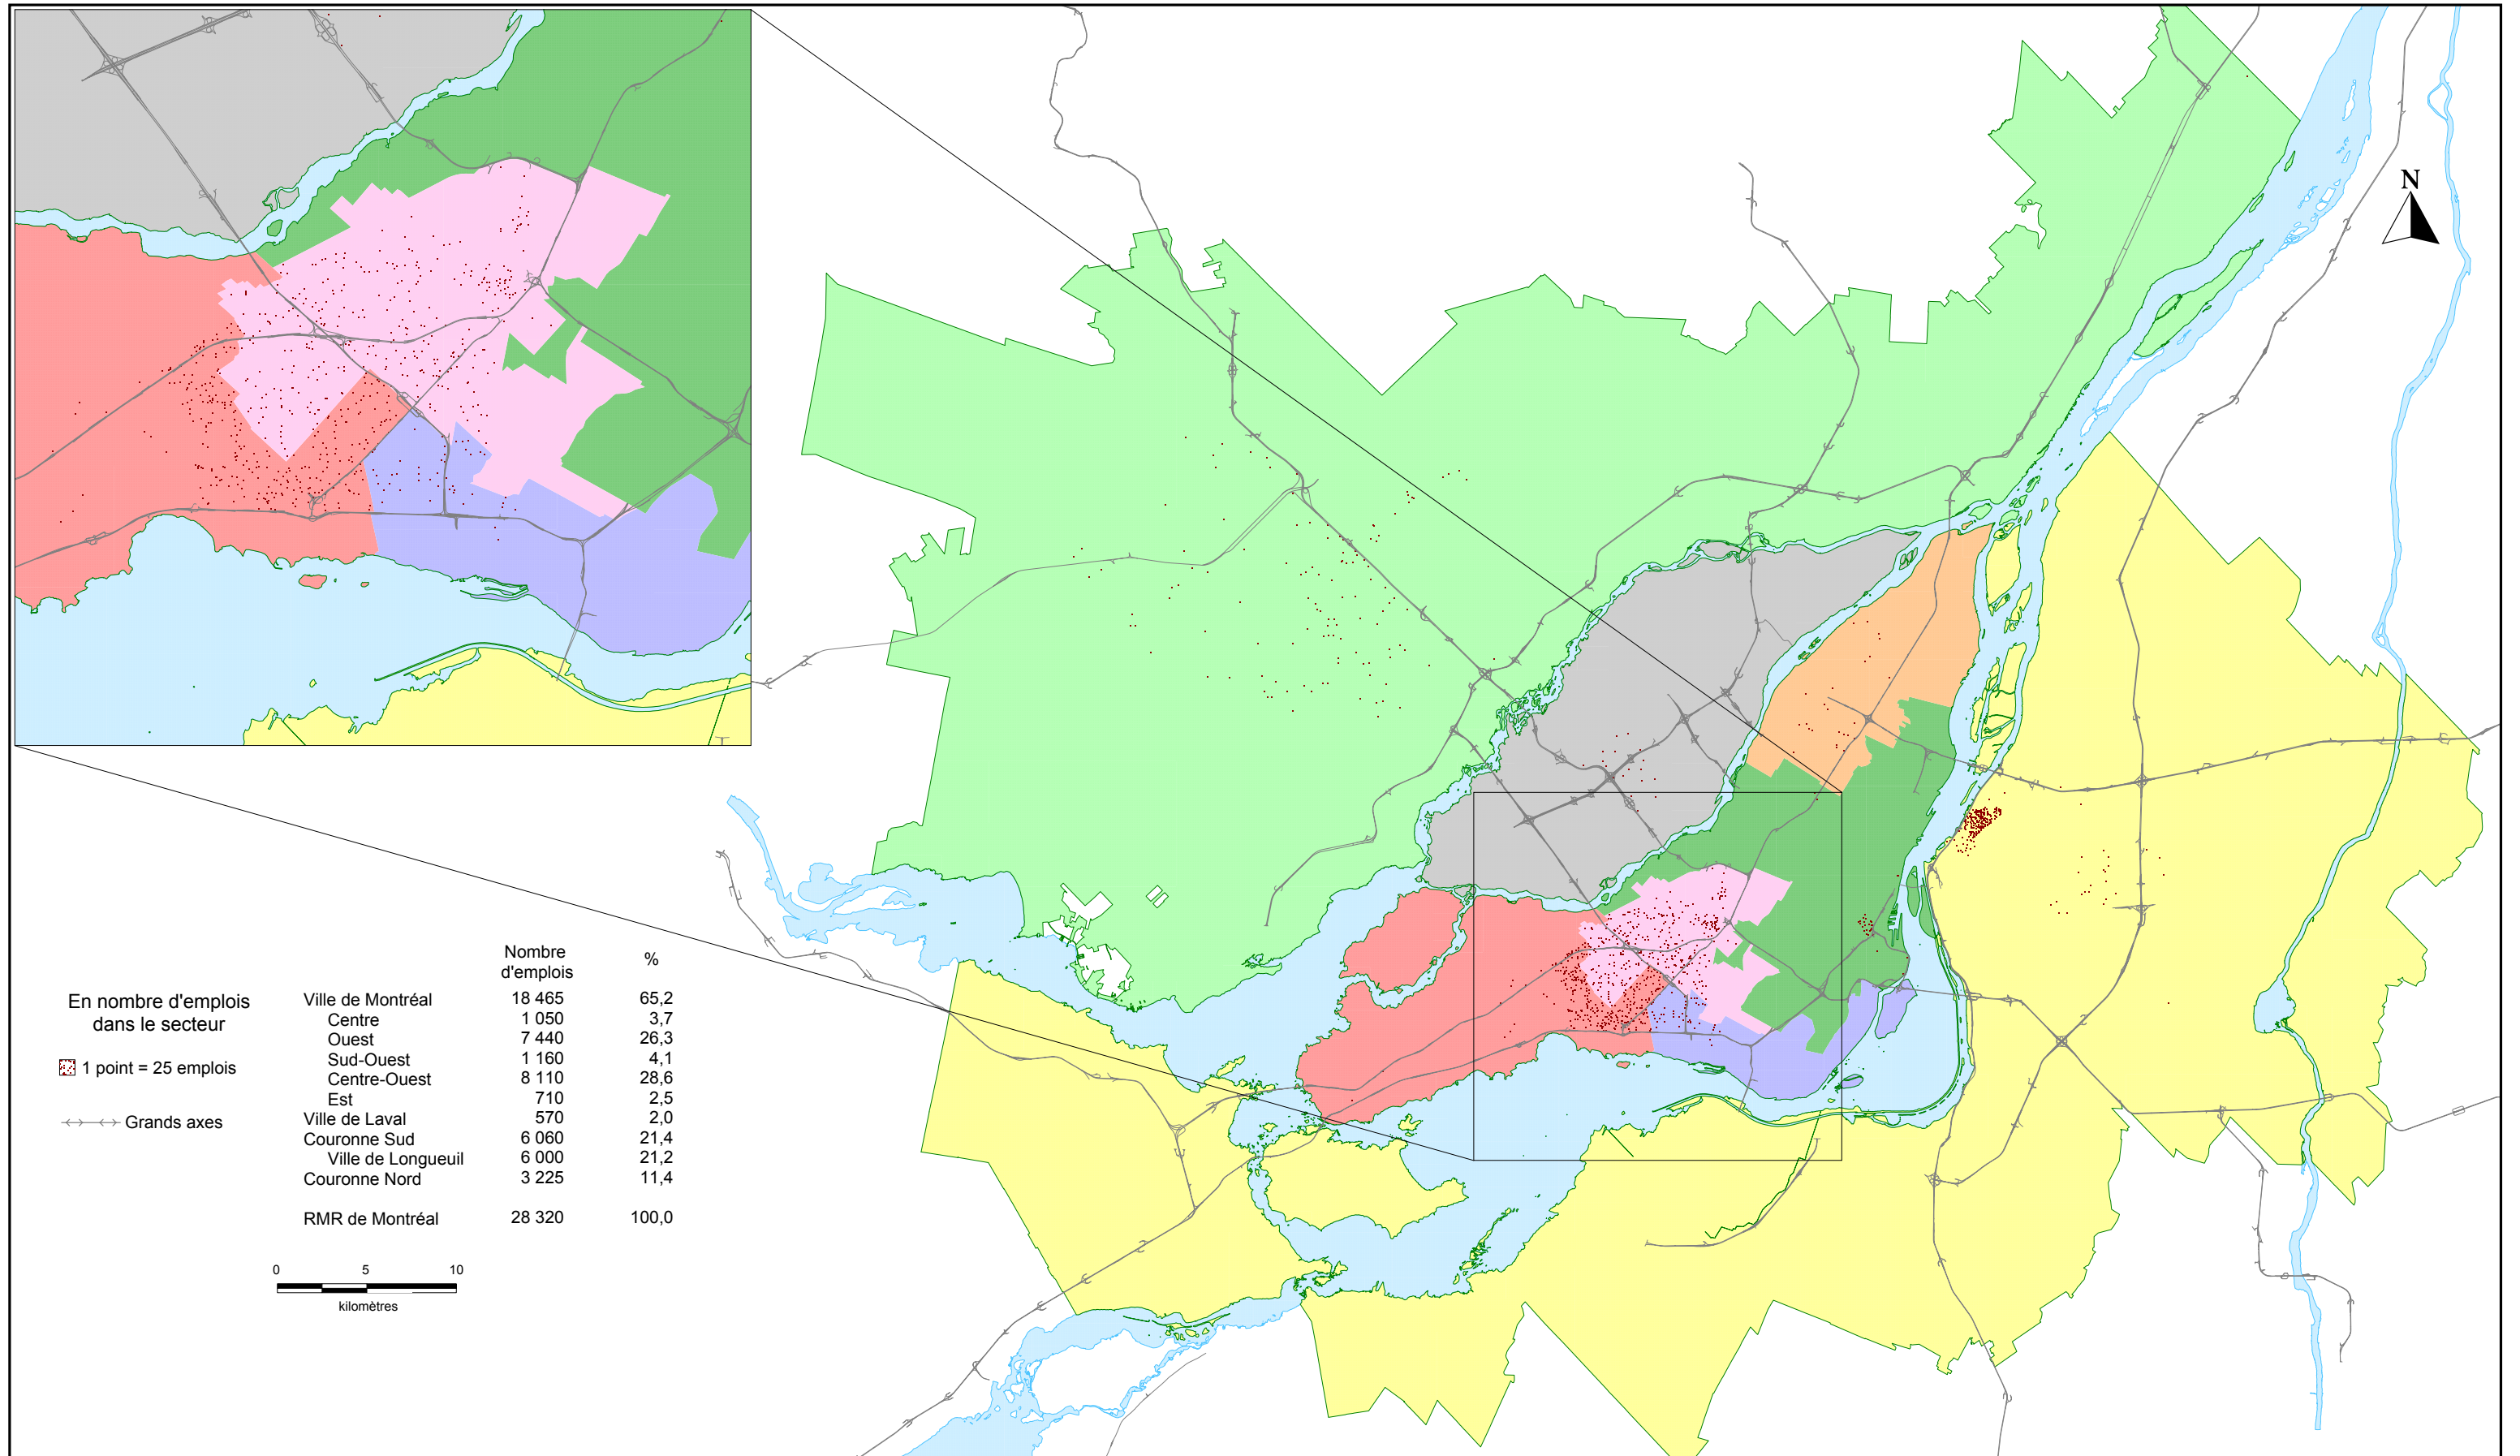 N
Nombre
d'emplois %
En nombre d'emplois
dans le secteur
1 point = 25 emplois
Grands axes
Ville de Montréal 18 465 65,2
Centre 1 050 3,7
Ouest 7 440 26,3
Sud-Ouest 1 160 4,1
Centre-Ouest 8 110 28,6
Est 710 2,5
Ville de Laval 570 2,0
Couronne Sud 6 060 21,4
Ville de Longueuil 6 000 21,2
Couronne Nord 3 225 11,4
RMR de Montréal 28 320 100,0
0 5 10
kilomètres